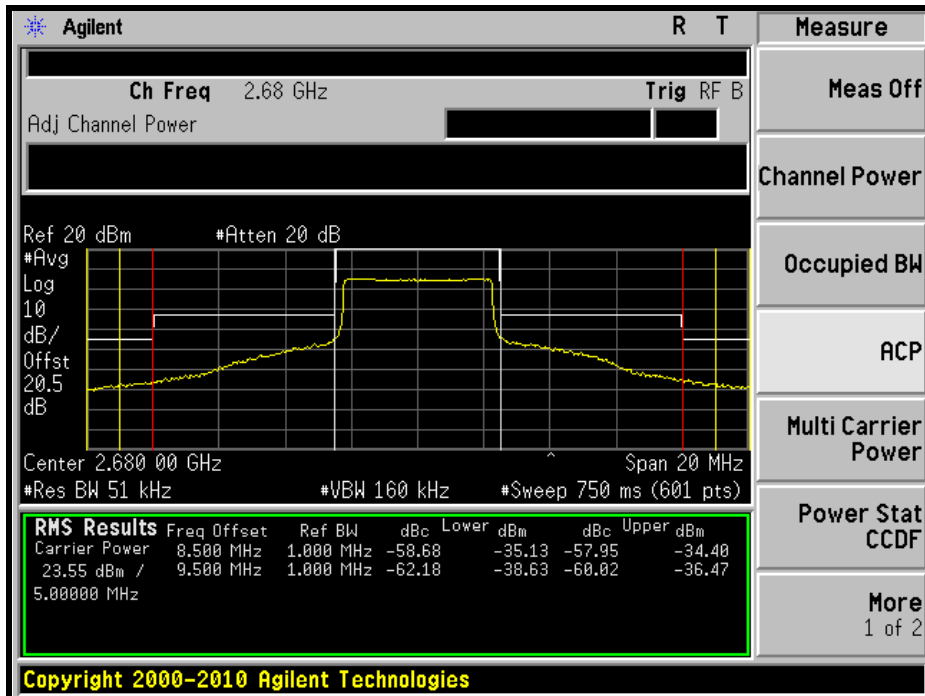 Agilent R T
Measure
Ch Freq 2.68 GHz Trig RF B
Adj Channel Power
Meas Off
Channel Power
Occupied BW
ACP
Multi Carrier
Power
Power Stat
CCDF
More
1 of 2
Ref 20 dBm #Atten 20 dB
#Avg
Log
10
dB/
Offst
20.5
dB
Center 2.680 00 GHz Span 20 MHz
#Res BW 51 kHz #VBW 160 kHz #Sweep 750 ms (601 pts)
RMS Results Freq Offset Ref BW dBc Lower dBm dBc Upper dBm
Carrier Power 8.500 MHz 1.000 MHz -58.68 -35.13 -57.95 -34.40
23.55 dBm / 9.500 MHz 1.000 MHz -62.18 -38.63 -60.02 -36.47
5.00000 MHz
Copyright 2000-2010 Agilent Technologies